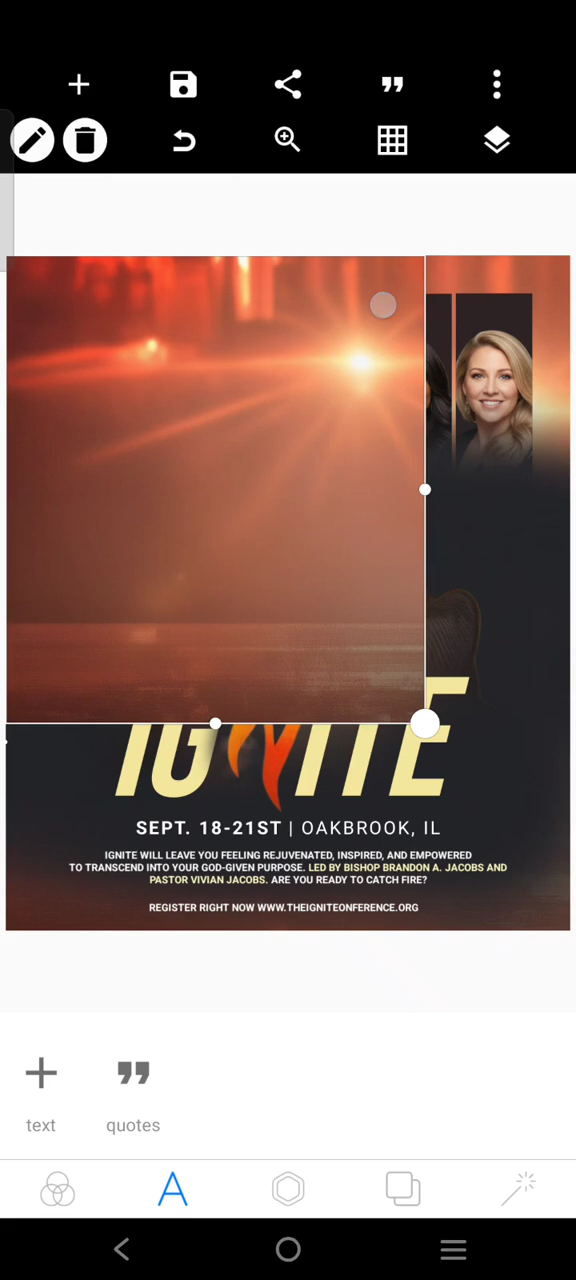 IGNITE
SEPT. 18-21ST | OAKBROOK, IL
IGNITE WILL LEAVE YOU FEELING REJUVENATED, INSPIRED, AND EMPOWERED
TO TRANSCEND INTO YOUR GOD-GIVEN PURPOSE. LED BY BISHOP BRANDON A. JACOBS AND
PASTOR VIVIAN JACOBS. ARE YOU READY TO CATCH FIRE?
REGISTER RIGHT NOW WWW.THEIGNITEONFERENCE.ORG
text quotes